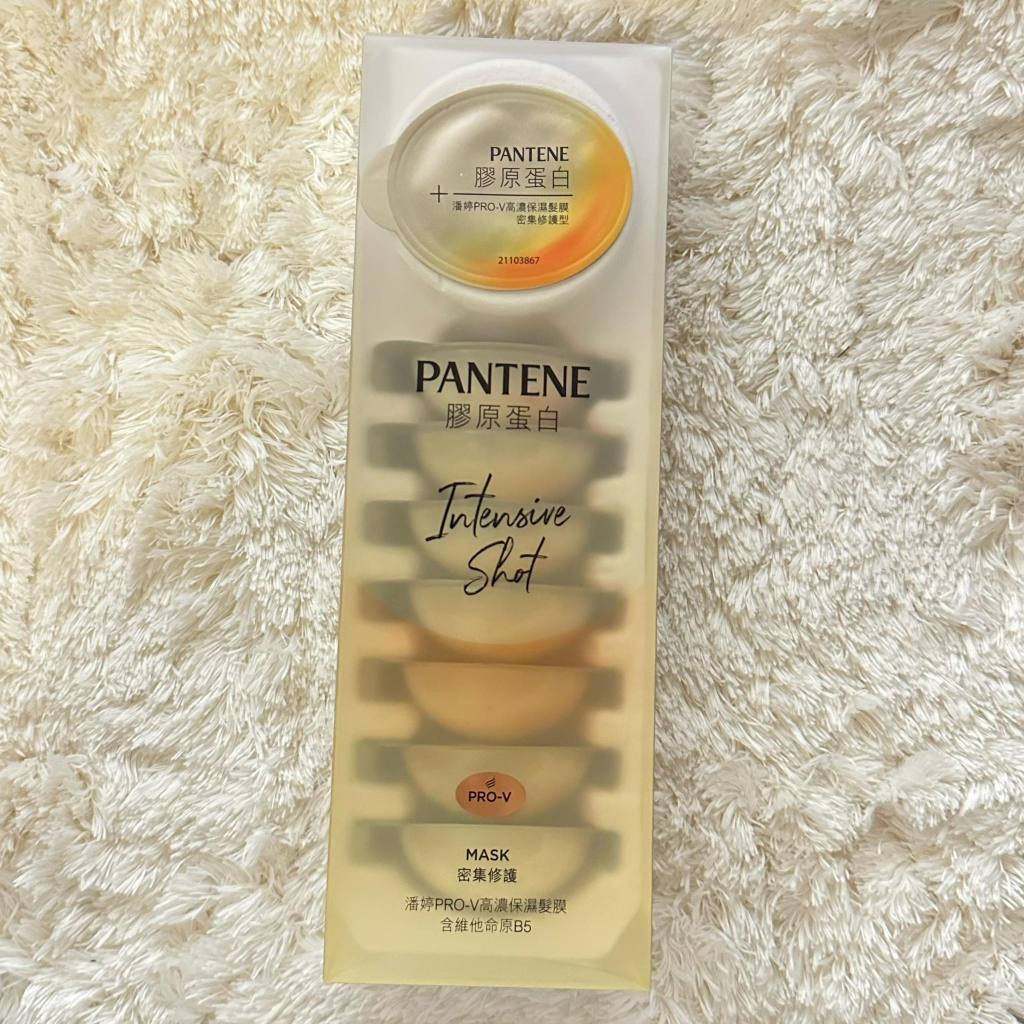 PANTENE
膠原蛋白
+
潘婷PRO-V高濃保濕髮膜
密集修護型
21103867
PANTENE
膠原蛋白
Intensive
Shot
PRO-V
MASK
密集修護
潘婷PRO-V高濃保濕髮膜
含維他命原B5